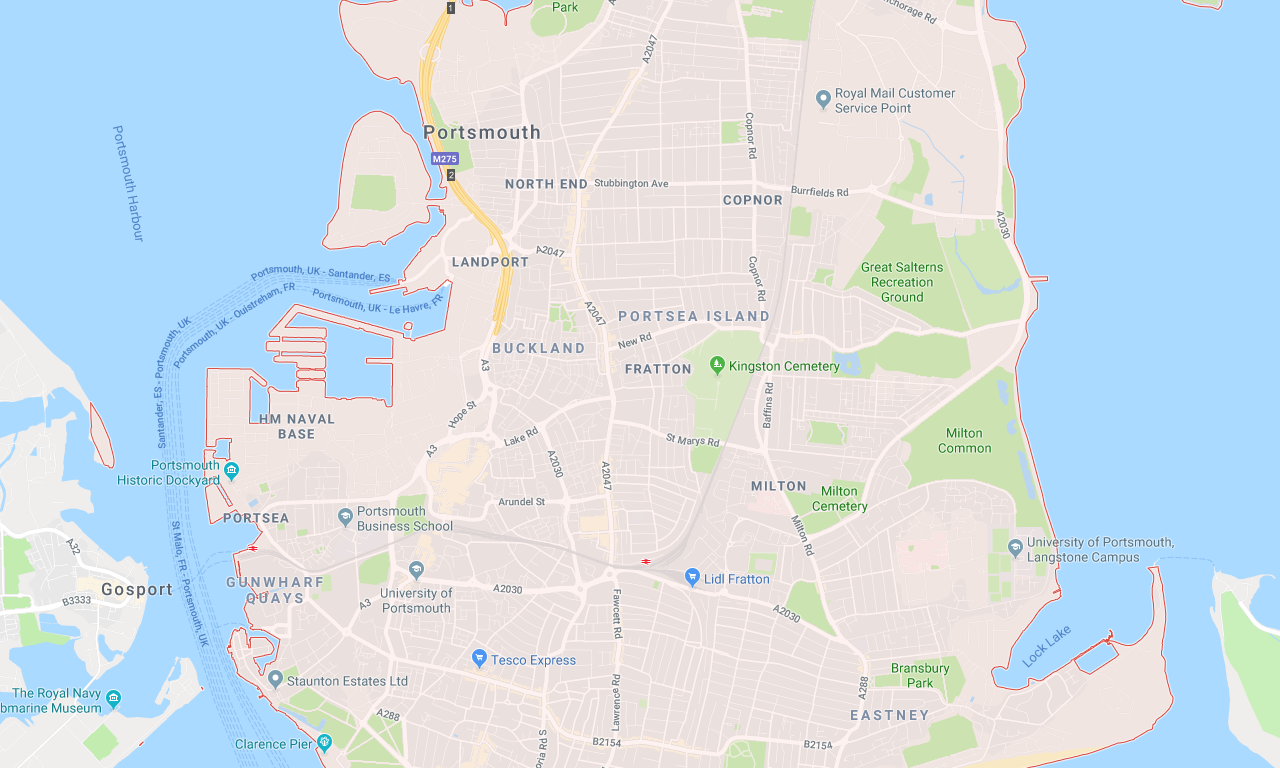 1
Park
Anchorage Rd
A2047
Royal Mail Customer
Service Point
Copnor Rd
Portsmouth
Portsmouth Harbour
M275
2
NORTH END
Stubbington Ave
COPNOR
Burrfields Rd
A2030
A2047
LANDPORT
Portsmouth, UK - Santander, ES
Portsmouth, UK - Ouistreham, FR
Portsmouth, UK - Le Havre, FR
Copnor Rd
Great Salterns
Recreation
Ground
A2047
PORTSEA ISLAND
Santander, ES - Portsmouth, UK
New Rd
BUCKLAND
A3
FRATTON
Kingston Cemetery
Baffins Rd
HM NAVAL
BASE
Hope St
Lake Rd
A3
St Marys Rd
Milton
Common
A2030
A2047
Portsmouth
Historic Dockyard
MILTON
Milton
Cemetery
Arundel St
PORTSEA
Portsmouth
Business School
St Malo, FR - Portsmouth, UK
Milton Rd
University of Portsmouth,
Langstone Campus
A32
Gosport
B3333
GUNWHARF
QUAYS
University of
Portsmouth
A3
A2030
Lidl Fratton
Fawcett Rd
A2030
Lock Lake
Tesco Express
Staunton Estates Ltd
Bransbury
Park
A288
The Royal Navy
bmarine Museum
Lawrence Rd
A288
EASTNEY
Clarence Pier
oria Rd S
B2154
B2154